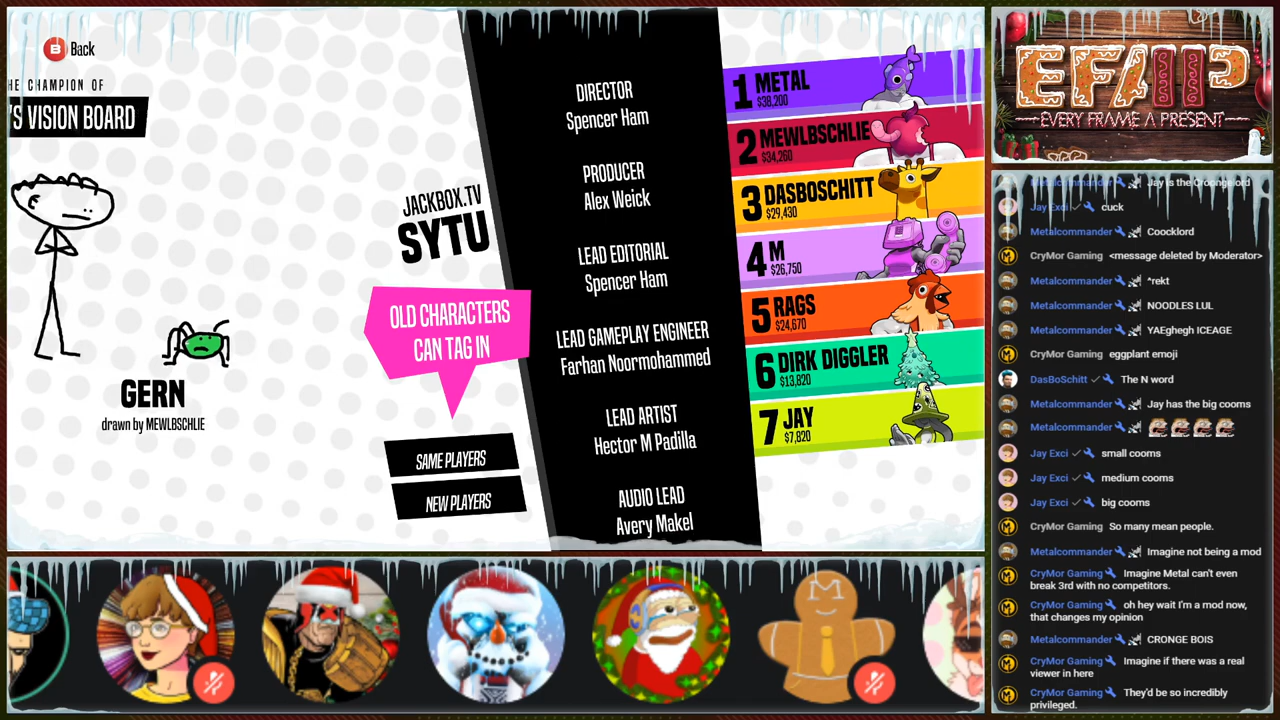 B Back
HE CHAMPION OF
'S VISION BOARD
GERN
drawn by MEWLBSCHLIE
JACKBOX.TV
SYTU
OLD CHARACTERS
CAN TAG IN
SAME PLAYERS
NEW PLAYERS
DIRECTOR
Spencer Ham
PRODUCER
Alex Weick
LEAD EDITORIAL
Spencer Ham
LEAD GAMEPLAY ENGINEER
Farhan Noormohammed
LEAD ARTIST
Hector M Padilla
AUDIO LEAD
Avery Makel
1 METAL
$38,200
2 MEWLBSCHLIE
$34,260
3 DASBOSCHITT
$29,430
4 M
$26,750
5 RAGS
$24,670
6 DIRK DIGGLER
$13,820
7 JAY
$7,820
EFAP
EVERY FRAME A PRESENT
Metalcommander Jay is the Croonge lord
Jay Exci cuck
Metalcommander Coocklord
CryMor Gaming <message deleted by Moderator>
Metalcommander *rekt
Metalcommander NOODLES LUL
Metalcommander YAEghegh ICEAGE
CryMor Gaming eggplant emoji
DasBoSchitt The N word
Metalcommander Jay has the big cooms
Metalcommander
Jay Exci small cooms
Jay Exci medium cooms
Jay Exci big cooms
CryMor Gaming So many mean people.
Metalcommander Imagine not being a mod
CryMor Gaming Imagine Metal can't even
break 3rd with no competitors.
CryMor Gaming oh hey wait I'm a mod now,
that changes my opinion
Metalcommander CRONGE BOIS
CryMor Gaming Imagine if there was a real
viewer in here
CryMor Gaming They'd be so incredibly
privileged.
M